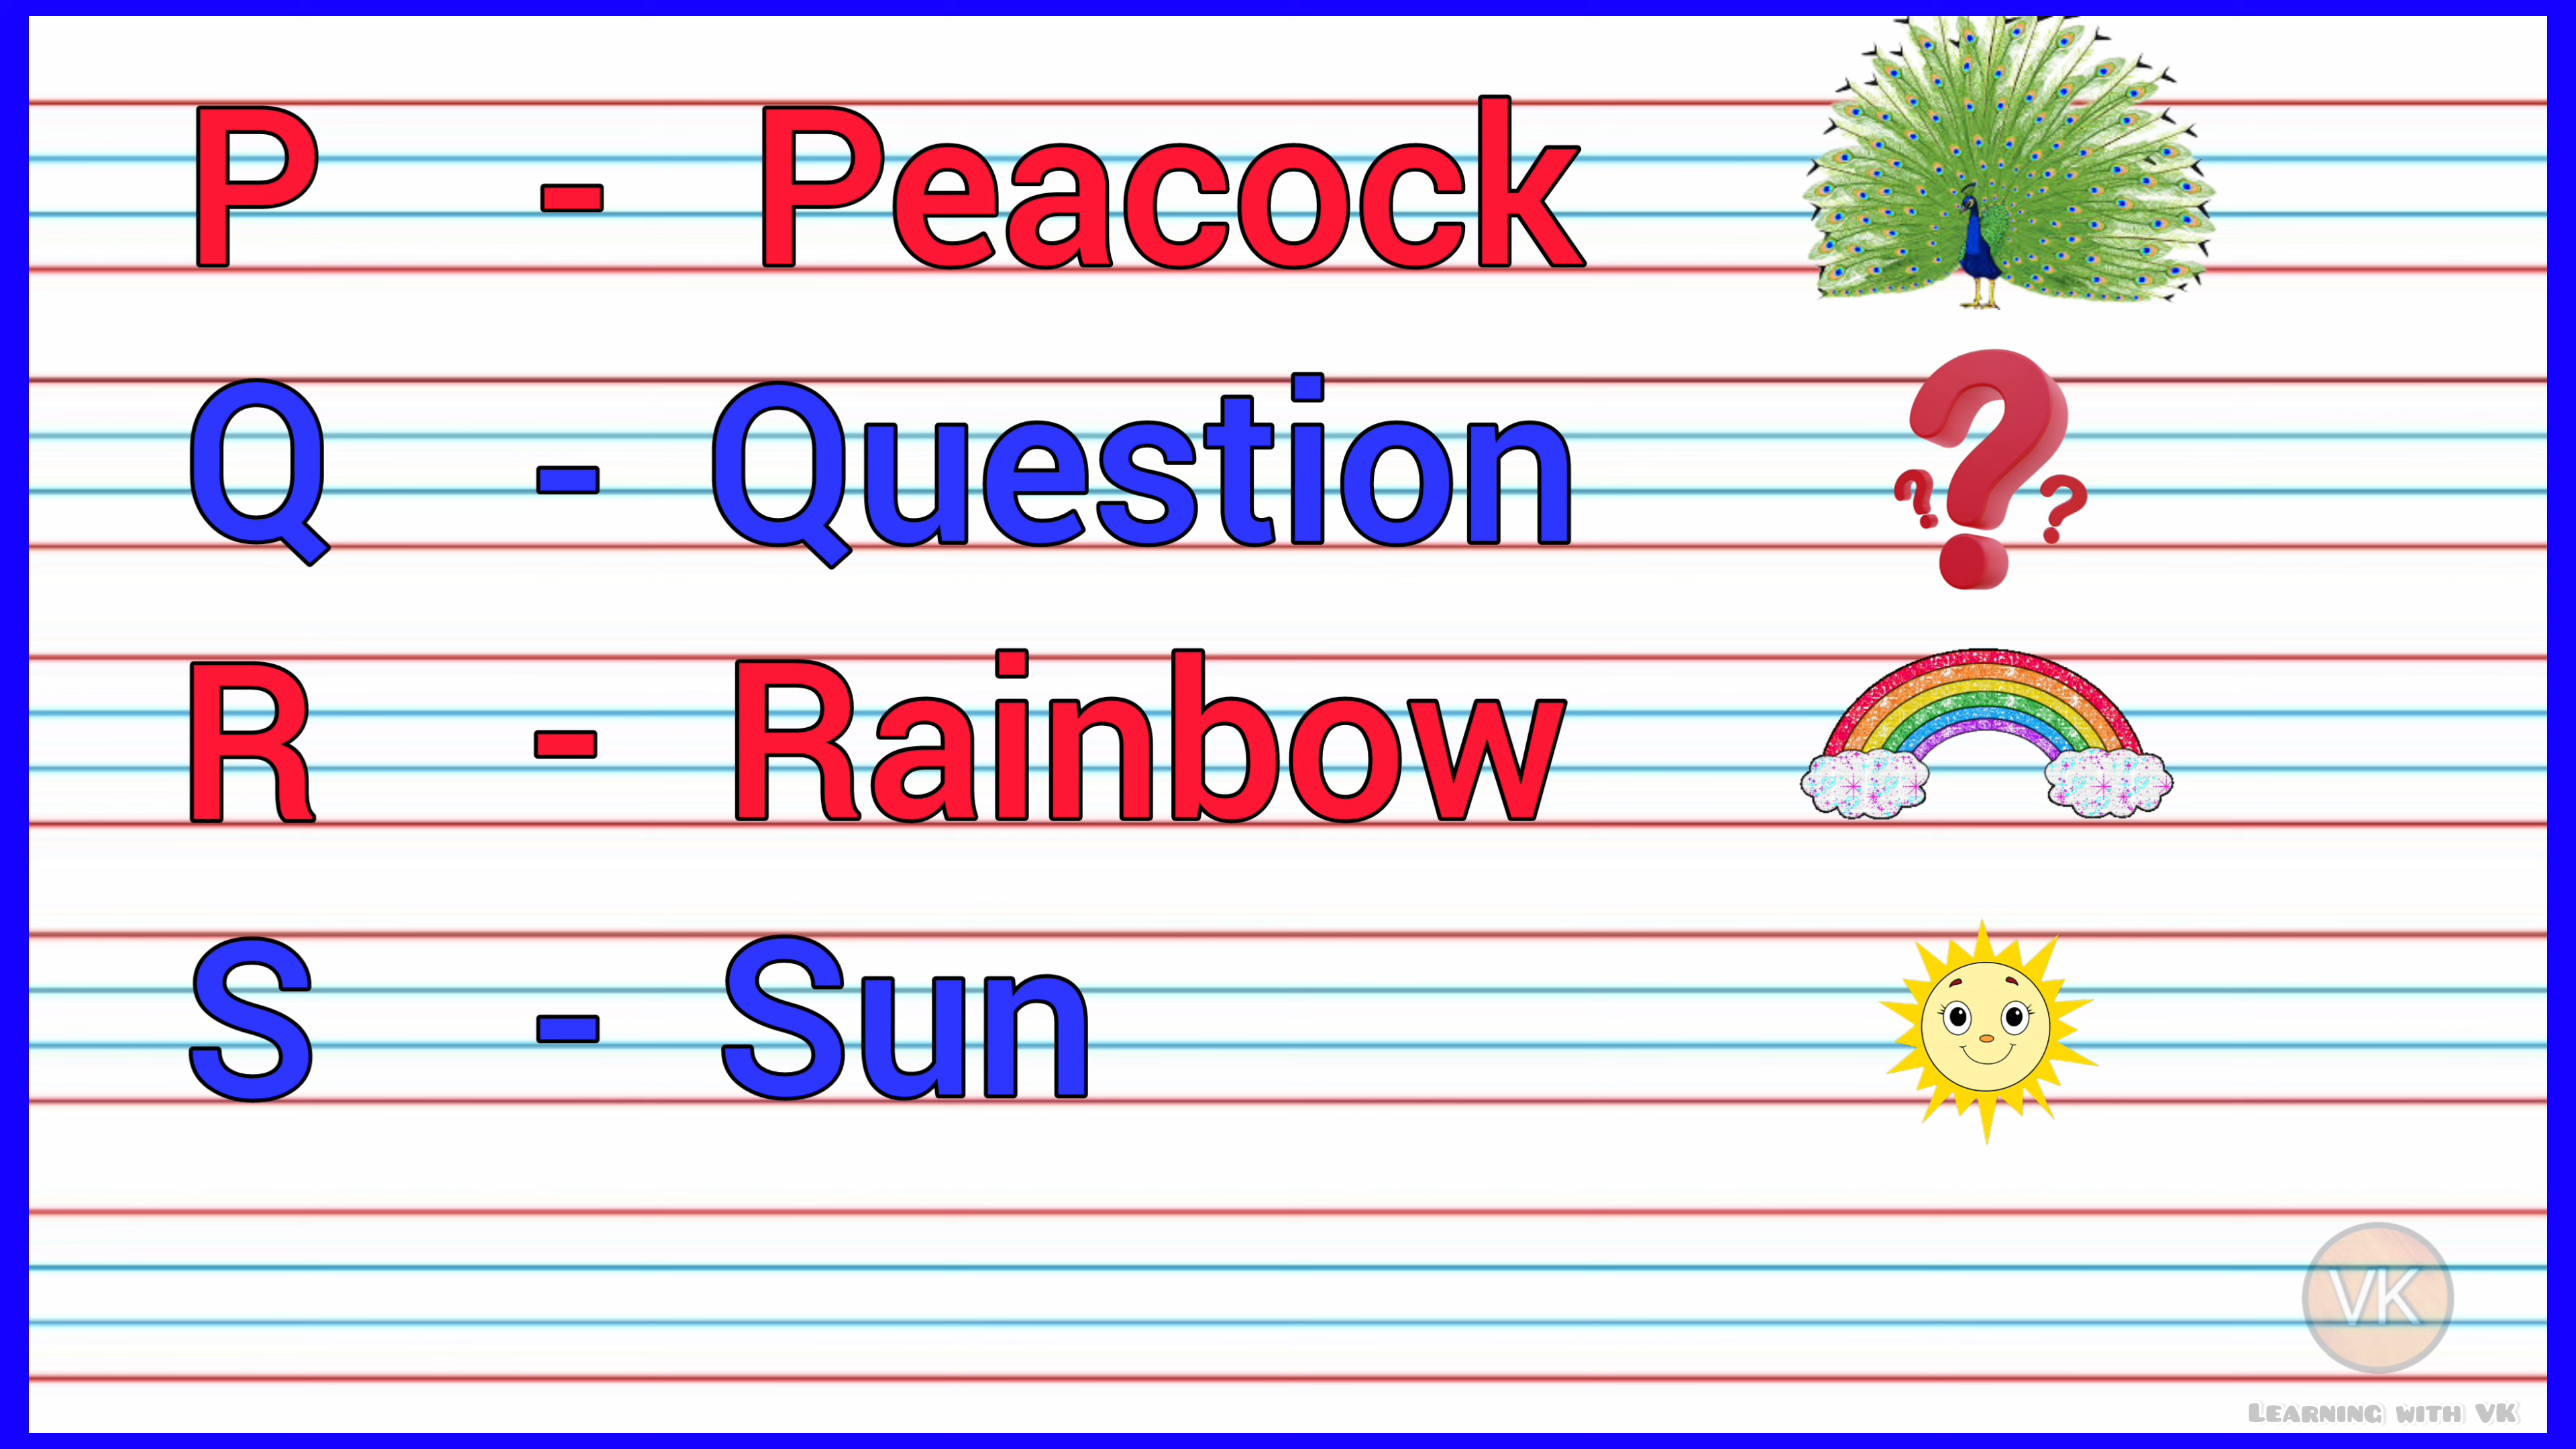 P - Peacock
Q - Question
R - Rainbow
S - Sun
VK
Learning with VK